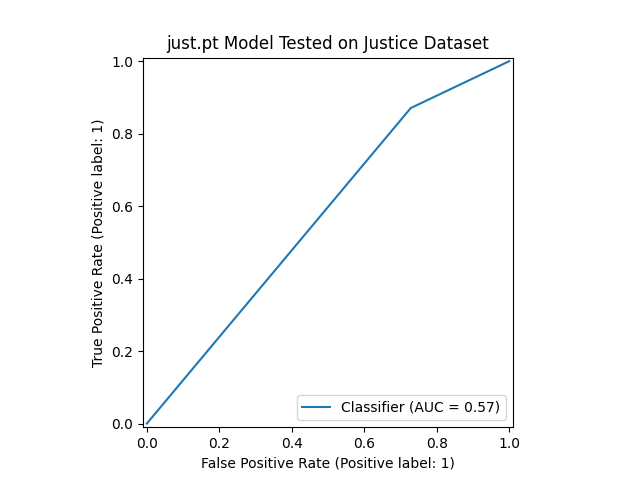 just.pt Model Tested on Justice Dataset
1.0
0.8
0.6
0.4
0.2
0.0
True Positive Rate (Positive label: 1)
Classifier (AUC = 0.57)
0.0 0.2 0.4 0.6 0.8 1.0
False Positive Rate (Positive label: 1)